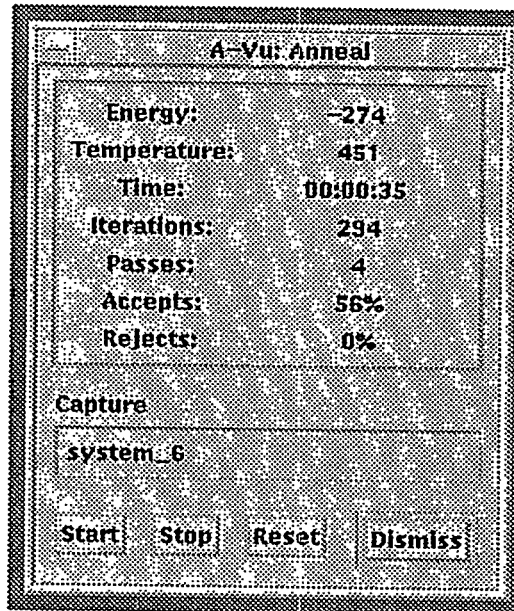 A-Vu: Anneal
Energy: -274
Temperature: 451
Time: 00:00:35
Iterations: 294
Passes: 4
Accepts: 56%
Rejects: 0%
Capture
system_6
Start Stop Reset Dismiss